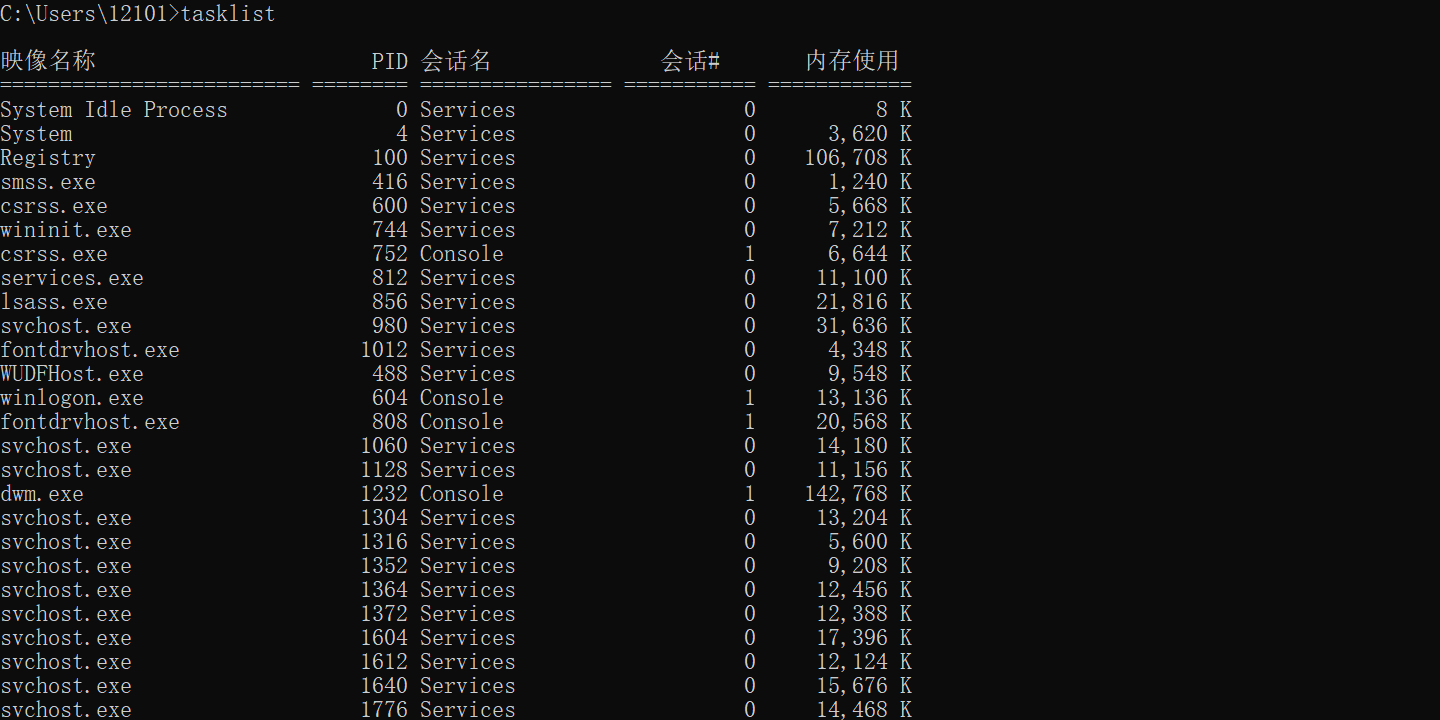 C:\Users\12101>tasklist
映像名称                       PID 会话名              会话#       内存使用
========================= ======== ================ =========== ============
System Idle Process              0 Services                   0          8 K
System                           4 Services                   0      3,620 K
Registry                       100 Services                   0    106,708 K
smss.exe                       416 Services                   0      1,240 K
csrss.exe                      600 Services                   0      5,668 K
wininit.exe                    744 Services                   0      7,212 K
csrss.exe                      752 Console                    1      6,644 K
services.exe                   812 Services                   0     11,100 K
lsass.exe                      856 Services                   0     21,816 K
svchost.exe                    980 Services                   0     31,636 K
fontdrvhost.exe               1012 Services                   0      4,348 K
WUDFHost.exe                   488 Services                   0      9,548 K
winlogon.exe                   604 Console                    1     13,136 K
fontdrvhost.exe                808 Console                    1     20,568 K
svchost.exe                   1060 Services                   0     14,180 K
svchost.exe                   1128 Services                   0     11,156 K
dwm.exe                       1232 Console                    1    142,768 K
svchost.exe                   1304 Services                   0     13,204 K
svchost.exe                   1316 Services                   0      5,600 K
svchost.exe                   1352 Services                   0      9,208 K
svchost.exe                   1364 Services                   0     12,456 K
svchost.exe                   1372 Services                   0     12,388 K
svchost.exe                   1604 Services                   0     17,396 K
svchost.exe                   1612 Services                   0     12,124 K
svchost.exe                   1640 Services                   0     15,676 K
svchost.exe                   1776 Services                   0     14,468 K